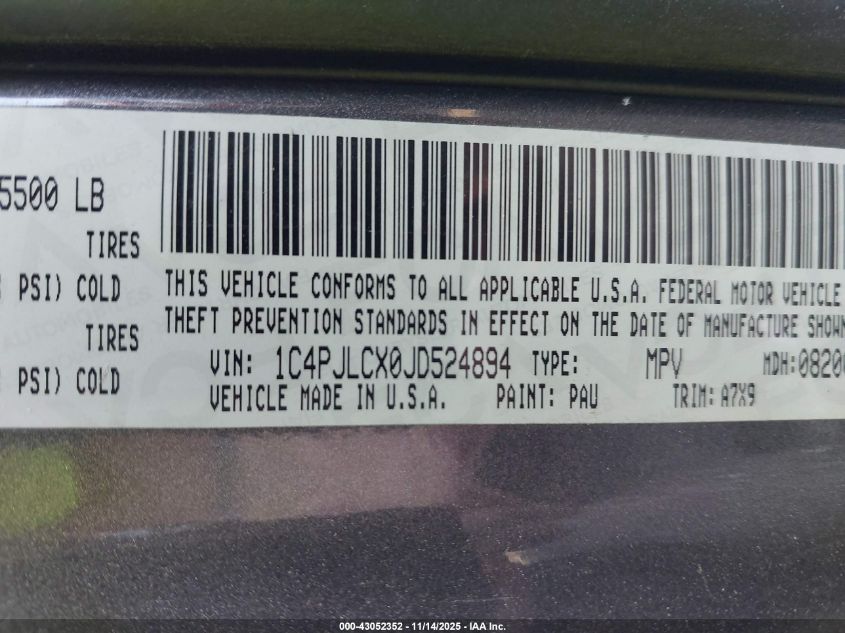 5500 LB
TIRES
PSI) COLD
TIRES
PSI) COLD
THIS VEHICLE CONFORMS TO ALL APPLICABLE U.S.A. FEDERAL MOTOR VEHICLE
THEFT PREVENTION STANDARDS IN EFFECT ON THE DATE OF MANUFACTURE SHOWN
VIN: 1C4PJLCX0JD524894 TYPE: MPV MDH:0820
VEHICLE MADE IN U.S.A. PAINT: PAU TRIM: A7X9
000-43052352 - 11/14/2025 - IAA Inc.